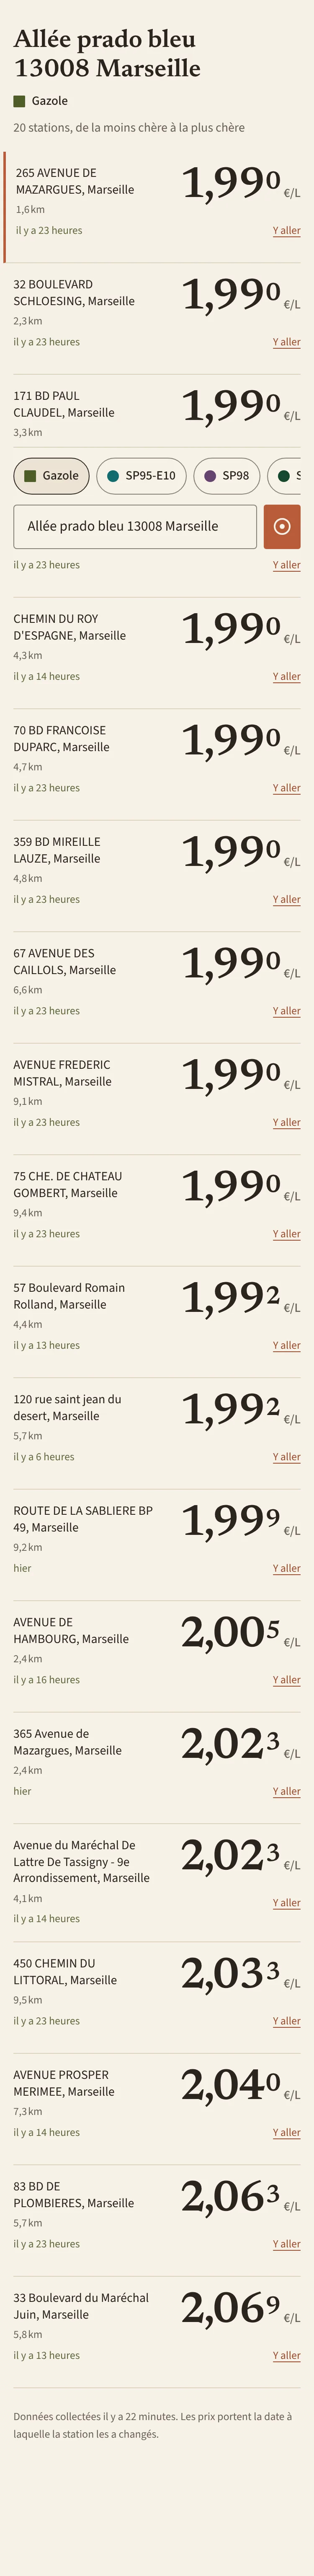 Allée prado bleu
13008 Marseille
Gazole
20 stations, de la moins chère à la plus chère
265 AVENUE DE
MAZARGUES, Marseille
1,6 km
il y a 23 heures
1,990 €/L
Y aller
32 BOULEVARD
SCHLOESING, Marseille
2,3 km
il y a 23 heures
1,990 €/L
Y aller
171 BD PAUL
CLAUDEL, Marseille
3,3 km
1,990 €/L
Gazole
SP95-E10
SP98
Allée prado bleu 13008 Marseille
il y a 23 heures
Y aller
CHEMIN DU ROY
D'ESPAGNE, Marseille
4,3 km
il y a 14 heures
1,990 €/L
Y aller
70 BD FRANCOISE
DUPARC, Marseille
4,7 km
il y a 23 heures
1,990 €/L
Y aller
359 BD MIREILLE
LAUZE, Marseille
4,8 km
il y a 23 heures
1,990 €/L
Y aller
67 AVENUE DES
CAILLOLS, Marseille
6,6 km
il y a 23 heures
1,990 €/L
Y aller
AVENUE FREDERIC
MISTRAL, Marseille
9,1 km
il y a 23 heures
1,990 €/L
Y aller
75 CHE. DE CHATEAU
GOMBERT, Marseille
9,4 km
il y a 23 heures
1,990 €/L
Y aller
57 Boulevard Romain
Rolland, Marseille
4,4 km
il y a 13 heures
1,992 €/L
Y aller
120 rue saint jean du
desert, Marseille
5,7 km
il y a 6 heures
1,992 €/L
Y aller
ROUTE DE LA SABLIERE BP
49, Marseille
9,2 km
hier
1,999 €/L
Y aller
AVENUE DE
HAMBOURG, Marseille
2,4 km
il y a 16 heures
2,005 €/L
Y aller
365 Avenue de
Mazargues, Marseille
2,4 km
hier
2,023 €/L
Y aller
Avenue du Maréchal De
Lattre De Tassigny - 9e
Arrondissement, Marseille
4,1 km
il y a 14 heures
2,023 €/L
Y aller
450 CHEMIN DU
LITTORAL, Marseille
9,5 km
il y a 23 heures
2,033 €/L
Y aller
AVENUE PROSPER
MERIMEE, Marseille
7,3 km
il y a 14 heures
2,040 €/L
Y aller
83 BD DE
PLOMBIERES, Marseille
5,7 km
il y a 23 heures
2,063 €/L
Y aller
33 Boulevard du Maréchal
Juin, Marseille
5,8 km
il y a 13 heures
2,069 €/L
Y aller
Données collectées il y a 22 minutes. Les prix portent la date à
laquelle la station les a changés.